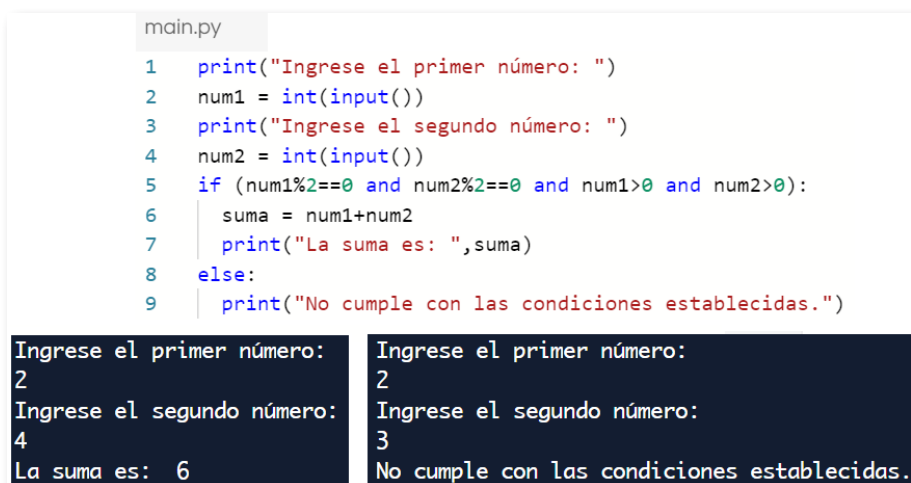 main.py
1 print("Ingrese el primer número: ")
2 num1 = int(input())
3 print("Ingrese el segundo número: ")
4 num2 = int(input())
5 if (num1%2==0 and num2%2==0 and num1>0 and num2>0):
6 suma = num1+num2
7 print("La suma es: ",suma)
8 else:
9 print("No cumple con las condiciones establecidas.")
Ingrese el primer número:
2
Ingrese el segundo número:
4
La suma es:  6
Ingrese el primer número:
2
Ingrese el segundo número:
3
No cumple con las condiciones establecidas.